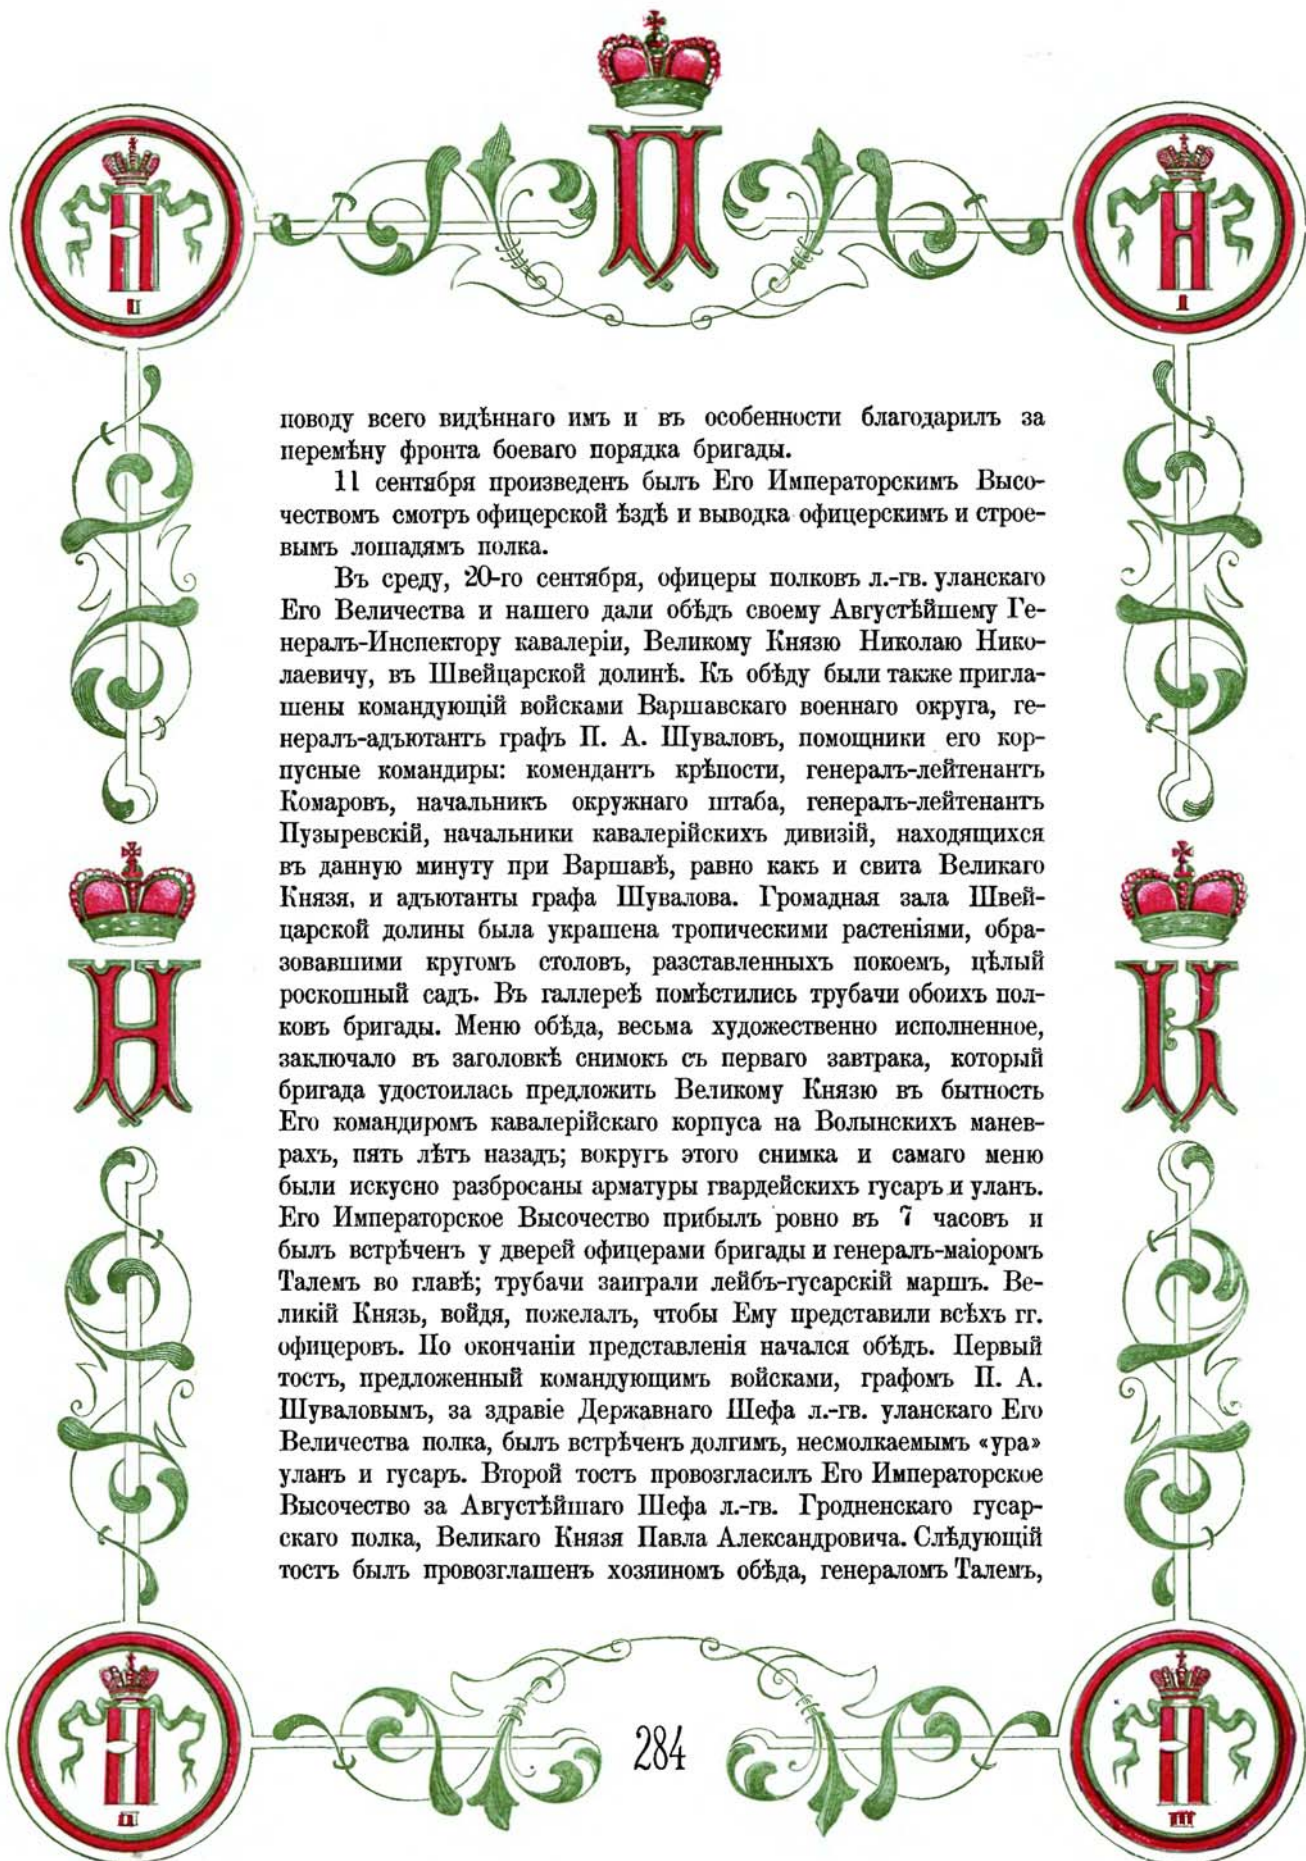 П
II
Н
I
поводу всего видѣннаго имъ и въ особенности благодарилъ за
перемѣну фронта боеваго порядка бригады.
11 сентября произведенъ былъ Его Императорскимъ Высо-
чествомъ смотръ офицерской ѣздѣ и выводка офицерскимъ и строе-
вымъ лошадямъ полка.
Въ среду, 20-го сентября, офицеры полковъ л.-гв. уланскаго
Его Величества и нашего дали обѣдъ своему Августѣйшему Ге-
нералъ-Инспектору кавалеріи, Великому Князю Николаю Нико-
лаевичу, въ Швейцарской долинѣ. Къ обѣду были также пригла-
шены командующій войсками Варшавскаго военнаго округа, ге-
нералъ-адъютантъ графъ П. А. Шуваловъ, помощники его кор-
пусные командиры: комендантъ крѣпости, генералъ-лейтенантъ
Комаровъ, начальникъ окружнаго штаба, генералъ-лейтенантъ
Пузыревскій, начальники кавалерійскихъ дивизій, находящихся
въ данную минуту при Варшавѣ, равно какъ и свита Великаго
Князя, и адъютанты графа Шувалова. Громадная зала Швей-
царской долины была украшена тропическими растеніями, обра-
зовавшими кругомъ столовъ, разставленныхъ покоемъ, цѣлый
роскошный садъ. Въ галлереѣ помѣстились трубачи обоихъ пол-
ковъ бригады. Меню обѣда, весьма художественно исполненное,
заключало въ заголовкѣ снимокъ съ перваго завтрака, который
бригада удостоилась предложить Великому Князю въ бытность
Его командиромъ кавалерійскаго корпуса на Волынскихъ манев-
рахъ, пять лѣтъ назадъ; вокругъ этого снимка и самаго меню
были искусно разбросаны арматуры гвардейскихъ гусаръ и уланъ.
Его Императорское Высочество прибылъ ровно въ 7 часовъ и
былъ встрѣченъ у дверей офицерами бригады и генералъ-маіоромъ
Талемъ во главѣ; трубачи заиграли лейбъ-гусарскій маршъ. Ве-
ликій Князь, войдя, пожелалъ, чтобы Ему представили всѣхъ гг.
офицеровъ. По окончаніи представленія начался обѣдъ. Первый
тостъ, предложенный командующимъ войсками, графомъ П. А.
Шуваловымъ, за здравіе Державнаго Шефа л.-гв. уланскаго Его
Величества полка, былъ встрѣченъ долгимъ, несмолкаемымъ «ура»
уланъ и гусаръ. Второй тостъ провозгласилъ Его Императорское
Высочество за Августѣйшаго Шефа л.-гв. Гродненскаго гусар-
скаго полка, Великаго Князя Павла Александровича. Слѣдующій
тостъ былъ провозглашенъ хозяиномъ обѣда, генераломъ Талемъ,
Н
К
III
284